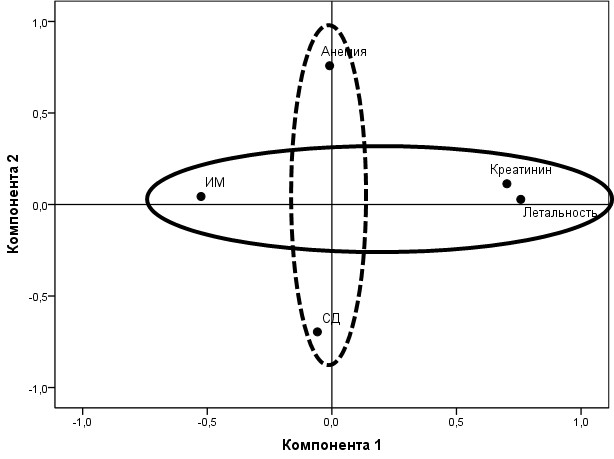 1,0
Анемия
0,5
Креатинин
ИМ
0,0
Летальность
Компонента 2
-0,5
СД
-1,0
-1,0
-0,5
0,0
0,5
1,0
Компонента 1